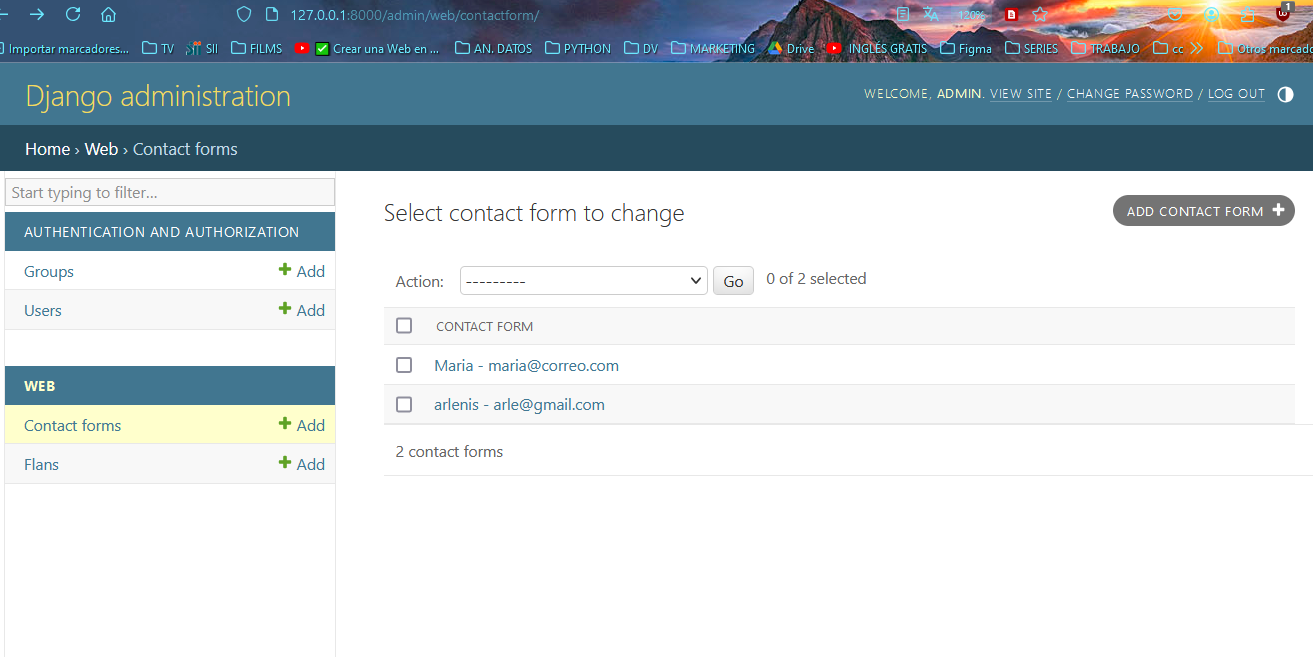 127.0.0.1:8000/admin/web/contactform/
120%
1
Importar marcadores... TV SII FILMS Crear una Web en ... AN. DATOS PYTHON DV MARKETING Drive INGLÉS GRATIS Figma SERIES TRABAJO cc Otros marcado
Django administration
WELCOME, ADMIN. VIEW SITE / CHANGE PASSWORD / LOG OUT
Home › Web › Contact forms
Start typing to filter...
AUTHENTICATION AND AUTHORIZATION
Groups + Add
Users + Add
WEB
Contact forms + Add
Flans + Add
Select contact form to change
ADD CONTACT FORM +
Action: --------- Go 0 of 2 selected
CONTACT FORM
Maria - maria@correo.com
arlenis - arle@gmail.com
2 contact forms